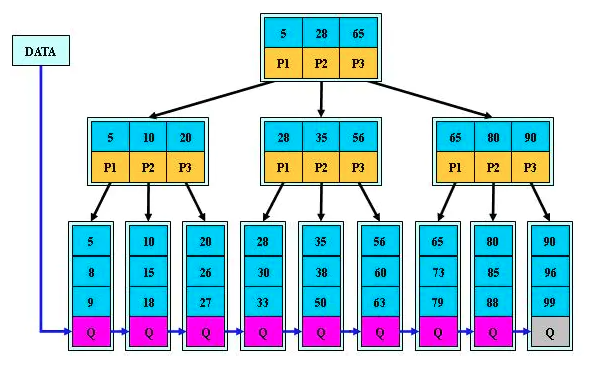 5 28 65
DATA
P1 P2 P3
5 10 20 28 35 56 65 80 90
P1 P2 P3 P1 P2 P3 P1 P2 P3
5 10 20 28 35 56 65 80 90
8 15 26 30 38 60 73 85 96
9 18 27 33 50 63 79 88 99
Q Q Q Q Q Q Q Q Q